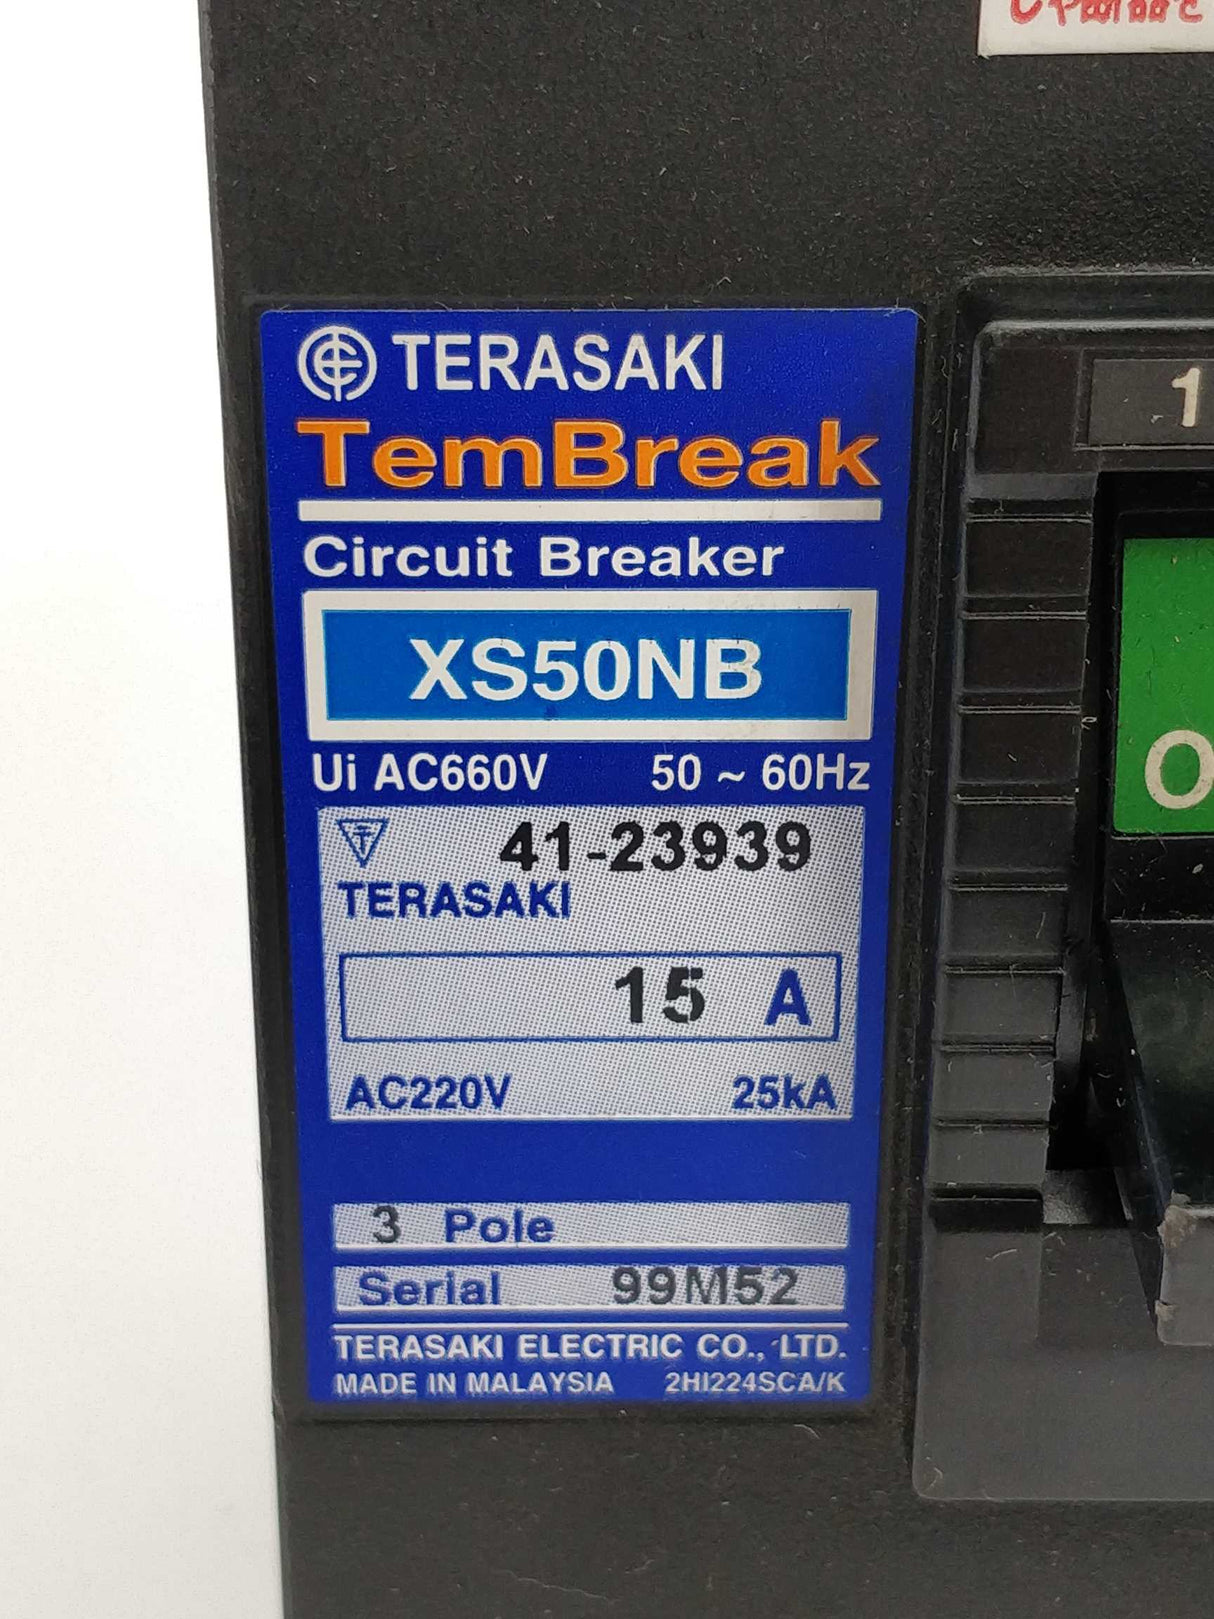 TERASAKI
TemBreak
Circuit Breaker
XS50NB
Ui AC660V 50 ~ 60Hz
41-23939
TERASAKI
15 A
AC220V 25kA
3 Pole
Serial 99M52
TERASAKI ELECTRIC CO., LTD.
MADE IN MALAYSIA 2HI224SCA/K
1
O